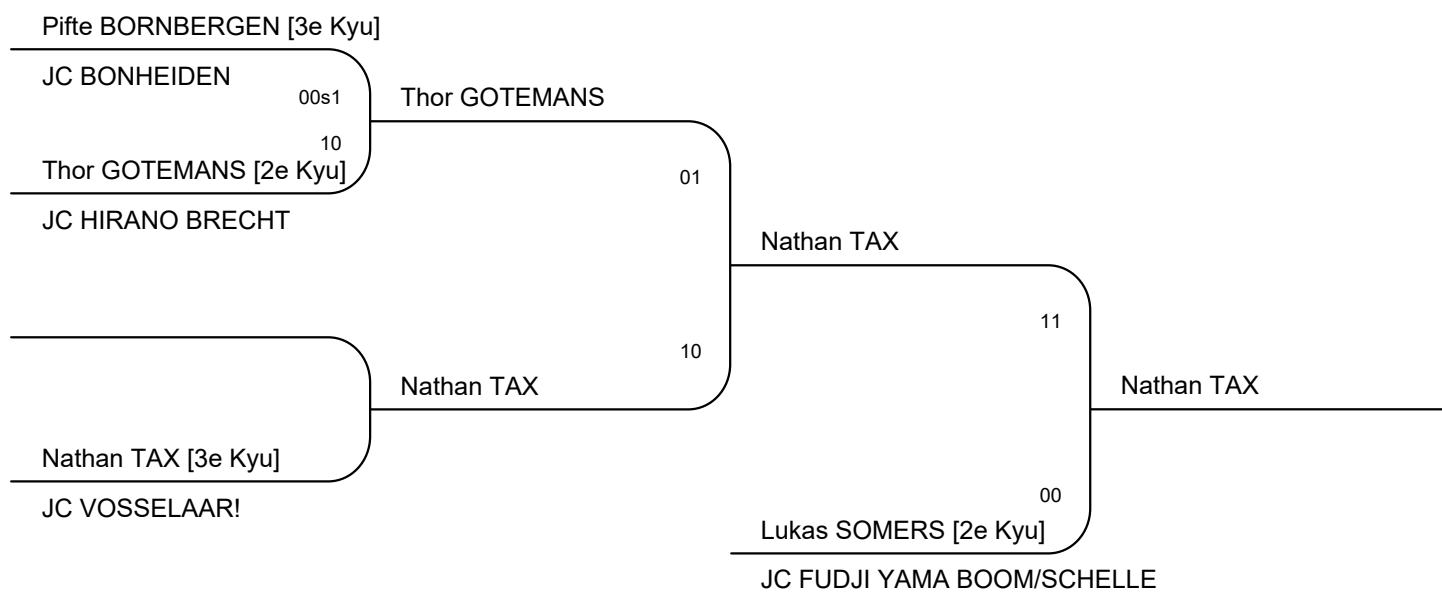 Pifte BORNBERGEN [3e Kyu]
JC BONHEIDEN
00s1
Thor GOTEMANS
10
Thor GOTEMANS [2e Kyu]
01
JC HIRANO BRECHT
Nathan TAX
11
10
Nathan TAX
Nathan TAX
Nathan TAX [3e Kyu]
00
JC VOSSELAAR!
Lukas SOMERS [2e Kyu]
JC FUDJI YAMA BOOM/SCHELLE